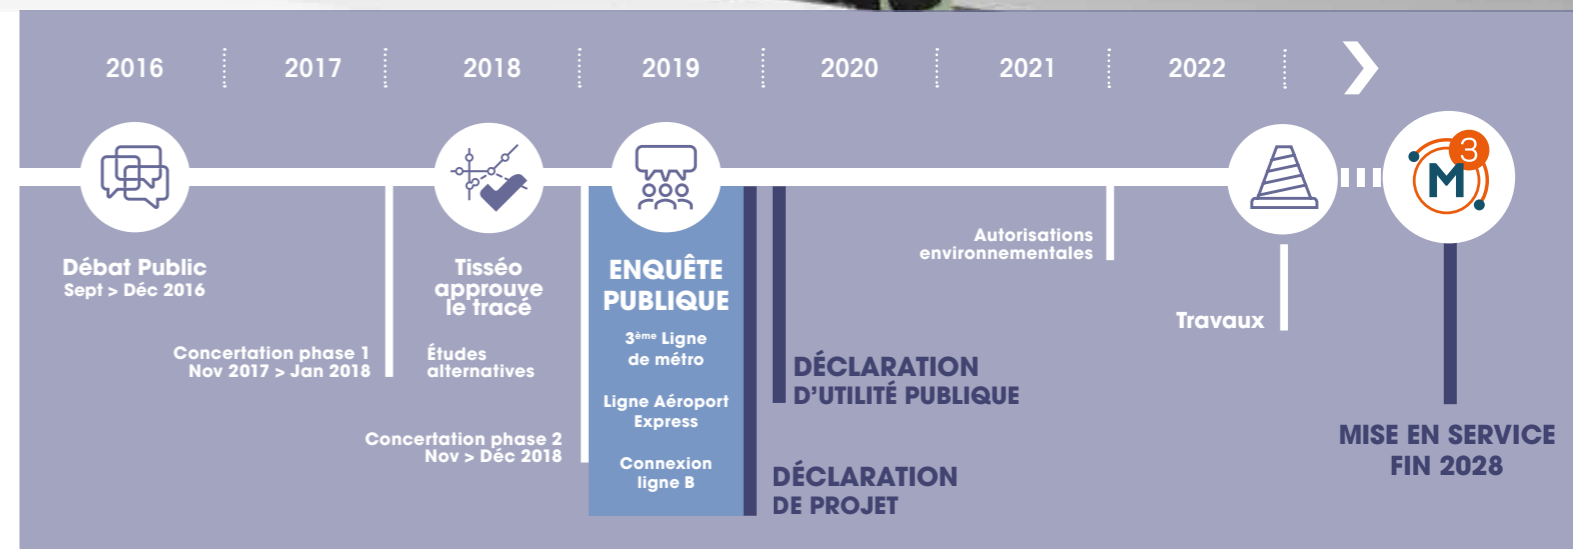 2016
2017
2018
2019
2020
2021
2022
M3
Débat Public
Sept > Déc 2016
Concertation phase 1
Nov 2017 > Jan 2018
Tisséo
approuve
le tracé
Études
alternatives
Concertation phase 2
Nov > Déc 2018
ENQUÊTE
PUBLIQUE
3ème Ligne
de métro
Ligne Aéroport
Express
Connexion
ligne B
DÉCLARATION
D'UTILITÉ PUBLIQUE
DÉCLARATION
DE PROJET
Autorisations
environnementales
Travaux
MISE EN SERVICE
FIN 2028